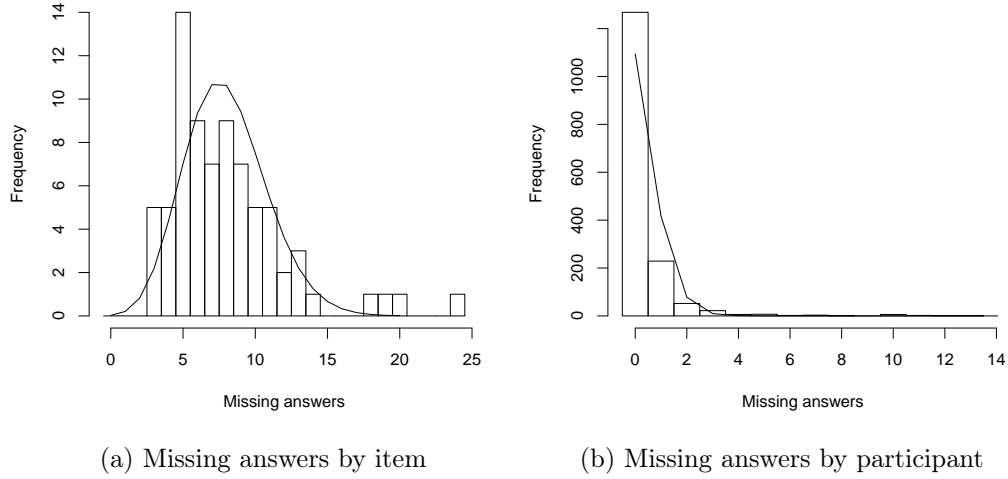 14
12
10
8
6
4
2
0
Frequency
0 5 10 15 20 25
Missing answers
(a) Missing answers by item
1000
800
600
400
200
0
Frequency
0 2 4 6 8 10 12 14
Missing answers
(b) Missing answers by participant